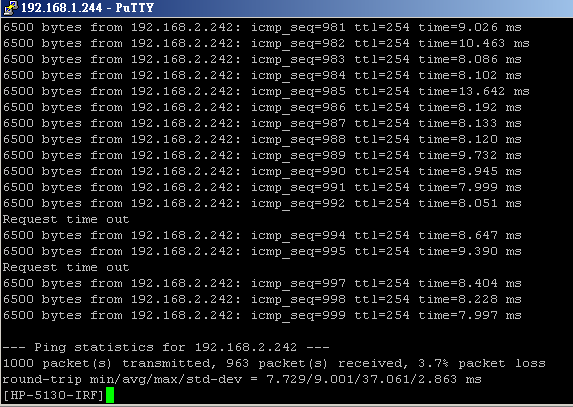 192.168.1.244 - PuTTY
6500 bytes from 192.168.2.242: icmp_seq=981 ttl=254 time=9.026 ms
6500 bytes from 192.168.2.242: icmp_seq=982 ttl=254 time=10.463 ms
6500 bytes from 192.168.2.242: icmp_seq=983 ttl=254 time=8.086 ms
6500 bytes from 192.168.2.242: icmp_seq=984 ttl=254 time=8.102 ms
6500 bytes from 192.168.2.242: icmp_seq=985 ttl=254 time=13.642 ms
6500 bytes from 192.168.2.242: icmp_seq=986 ttl=254 time=8.192 ms
6500 bytes from 192.168.2.242: icmp_seq=987 ttl=254 time=8.133 ms
6500 bytes from 192.168.2.242: icmp_seq=988 ttl=254 time=8.120 ms
6500 bytes from 192.168.2.242: icmp_seq=989 ttl=254 time=9.732 ms
6500 bytes from 192.168.2.242: icmp_seq=990 ttl=254 time=8.945 ms
6500 bytes from 192.168.2.242: icmp_seq=991 ttl=254 time=7.999 ms
6500 bytes from 192.168.2.242: icmp_seq=992 ttl=254 time=8.051 ms
Request time out
6500 bytes from 192.168.2.242: icmp_seq=994 ttl=254 time=8.647 ms
6500 bytes from 192.168.2.242: icmp_seq=995 ttl=254 time=9.390 ms
Request time out
6500 bytes from 192.168.2.242: icmp_seq=997 ttl=254 time=8.404 ms
6500 bytes from 192.168.2.242: icmp_seq=998 ttl=254 time=8.228 ms
6500 bytes from 192.168.2.242: icmp_seq=999 ttl=254 time=7.997 ms
--- Ping statistics for 192.168.2.242 ---
1000 packet(s) transmitted, 963 packet(s) received, 3.7% packet loss
round-trip min/avg/max/std-dev = 7.729/9.001/37.061/2.863 ms
[HP-5130-IRF]